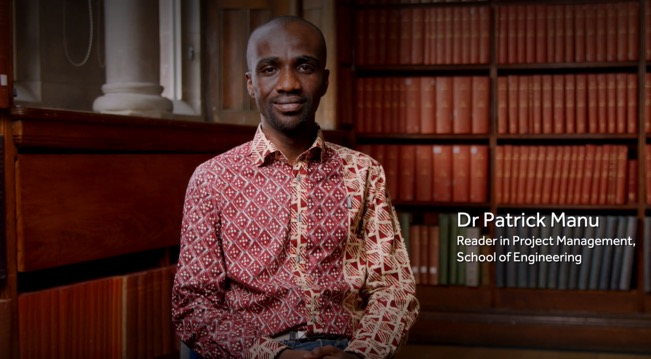 Dr Patrick Manu
Reader in Project Management,
School of Engineering